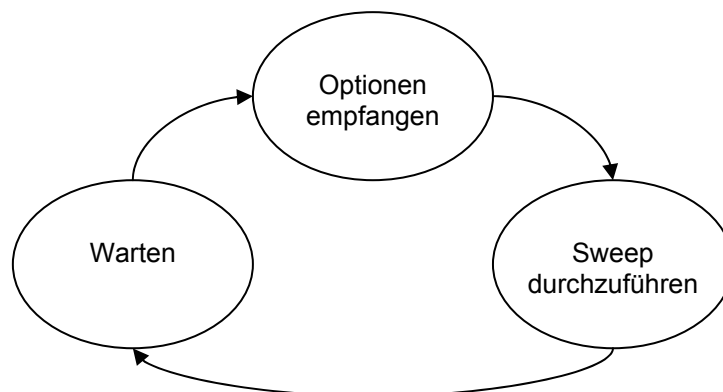 Optionen
empfangen
Warten
Sweep
durchzuführen